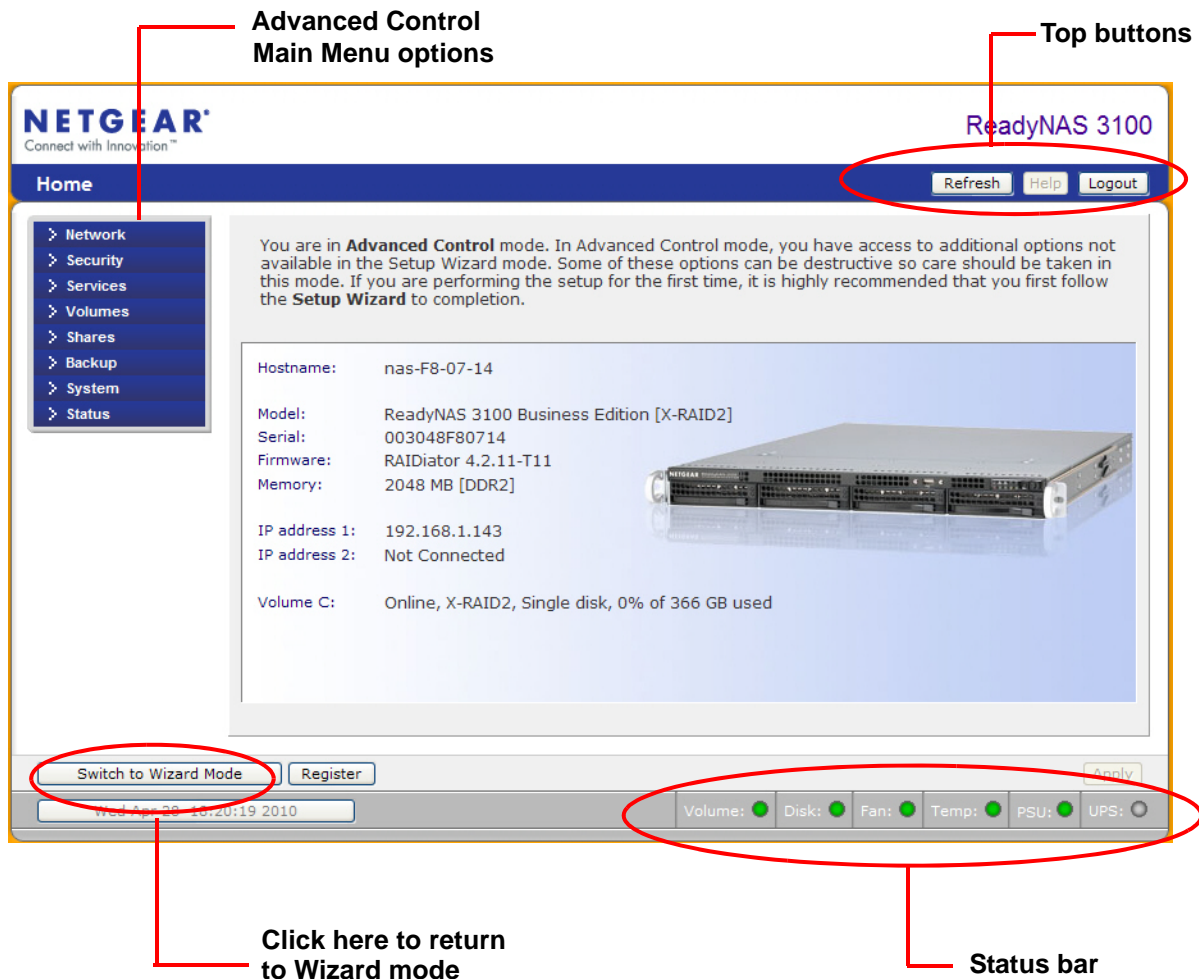 Advanced Control
Main Menu options
Top buttons
NETGEAR®
Connect with Innovation™
ReadyNAS 3100
Home
Refresh
Help
Logout
> Network
> Security
> Services
> Volumes
> Shares
> Backup
> System
> Status
You are in Advanced Control mode. In Advanced Control mode, you have access to additional options not
available in the Setup Wizard mode. Some of these options can be destructive so care should be taken in
this mode. If you are performing the setup for the first time, it is highly recommended that you first follow
the Setup Wizard to completion.
Hostname: nas-F8-07-14
Model: ReadyNAS 3100 Business Edition [X-RAID2]
Serial: 003048F80714
Firmware: RAIDiator 4.2.11-T11
Memory: 2048 MB [DDR2]
NETGEAR
IP address 1: 192.168.1.143
IP address 2: Not Connected
Volume C: Online, X-RAID2, Single disk, 0% of 366 GB used
Switch to Wizard Mode
Register
Apply
Wed Apr 28 :20:19 2010
Volume:
Disk:
Fan:
Temp:
PSU:
UPS:
Click here to return
to Wizard mode
Status bar